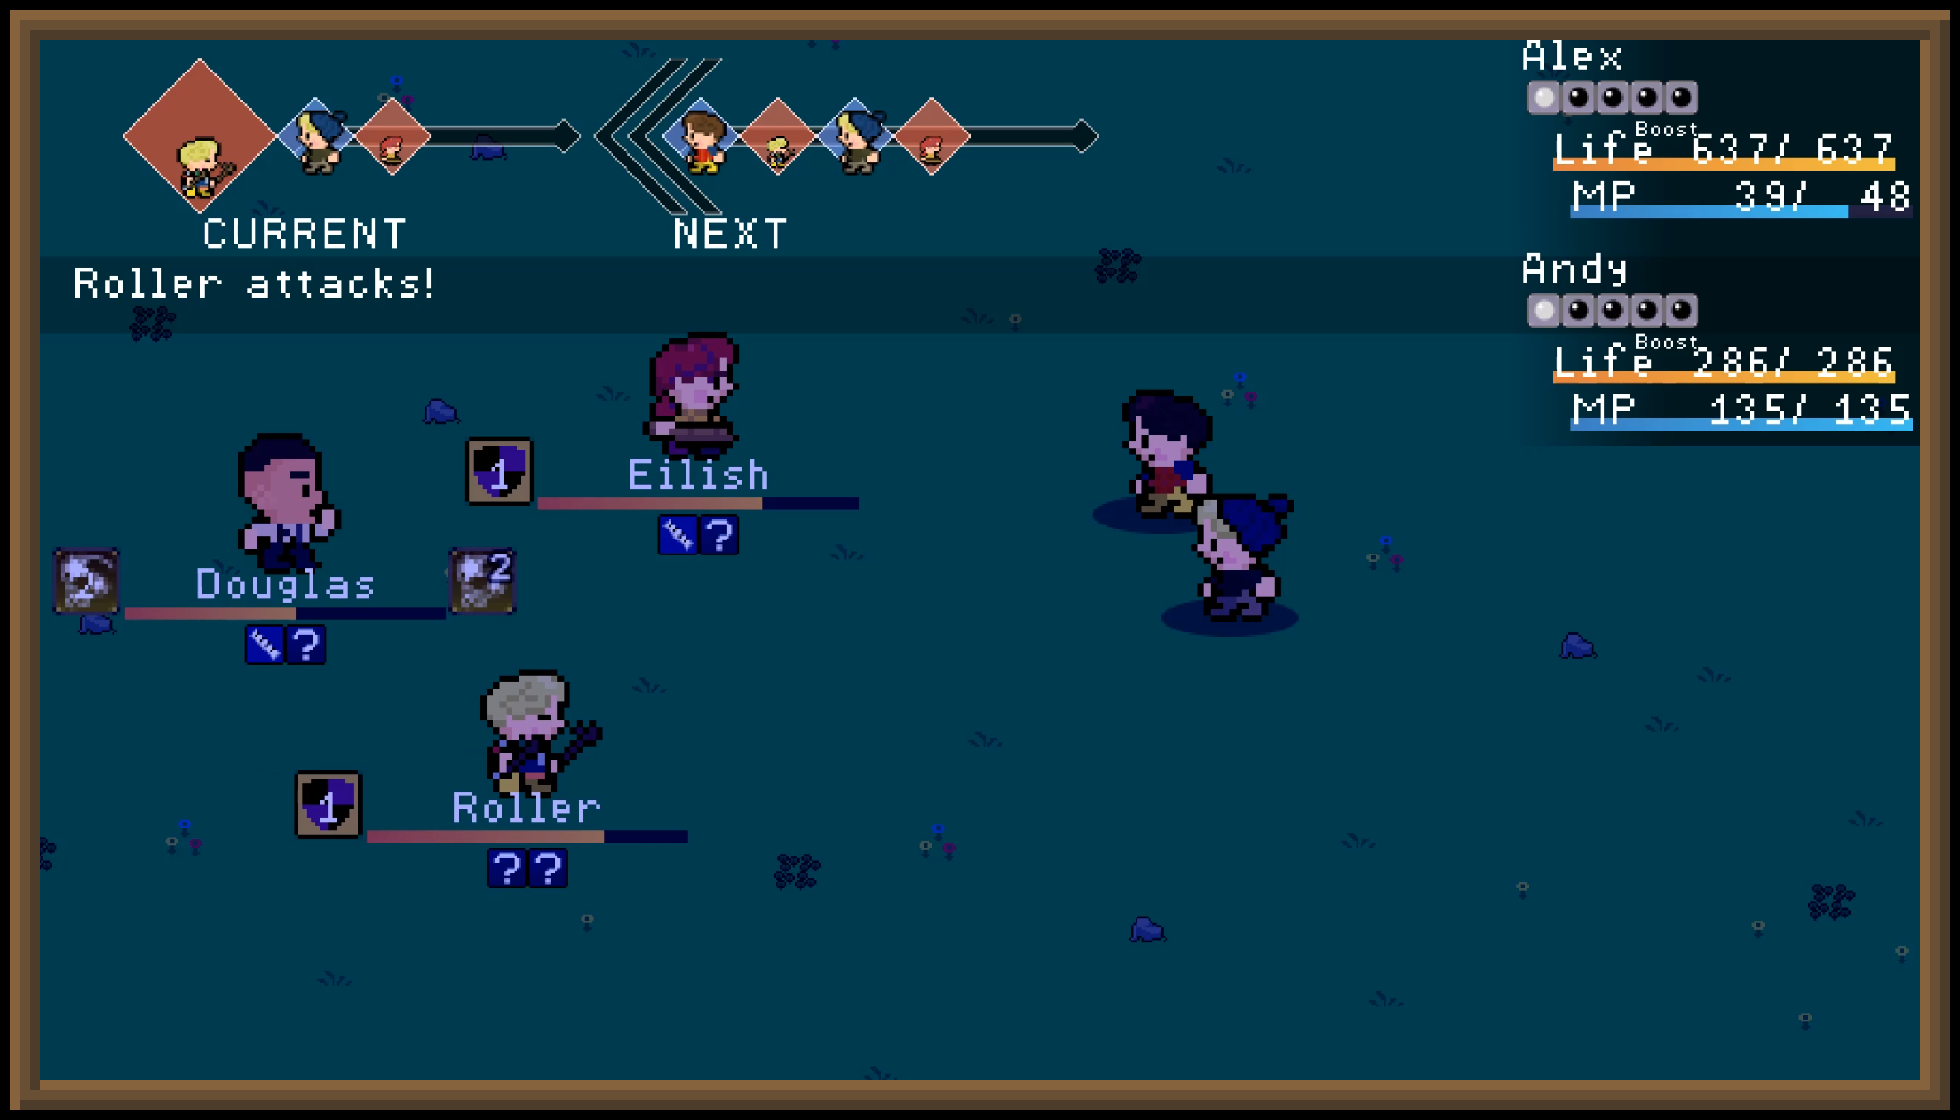 CURRENT
NEXT
Roller attacks!
Alex
Boost
Life 637/ 637
MP 39/ 48
Andy
Boost
Life 286/ 286
MP 135/ 135
Eilish
1
? 
Douglas
2
?
Roller
1
? ?